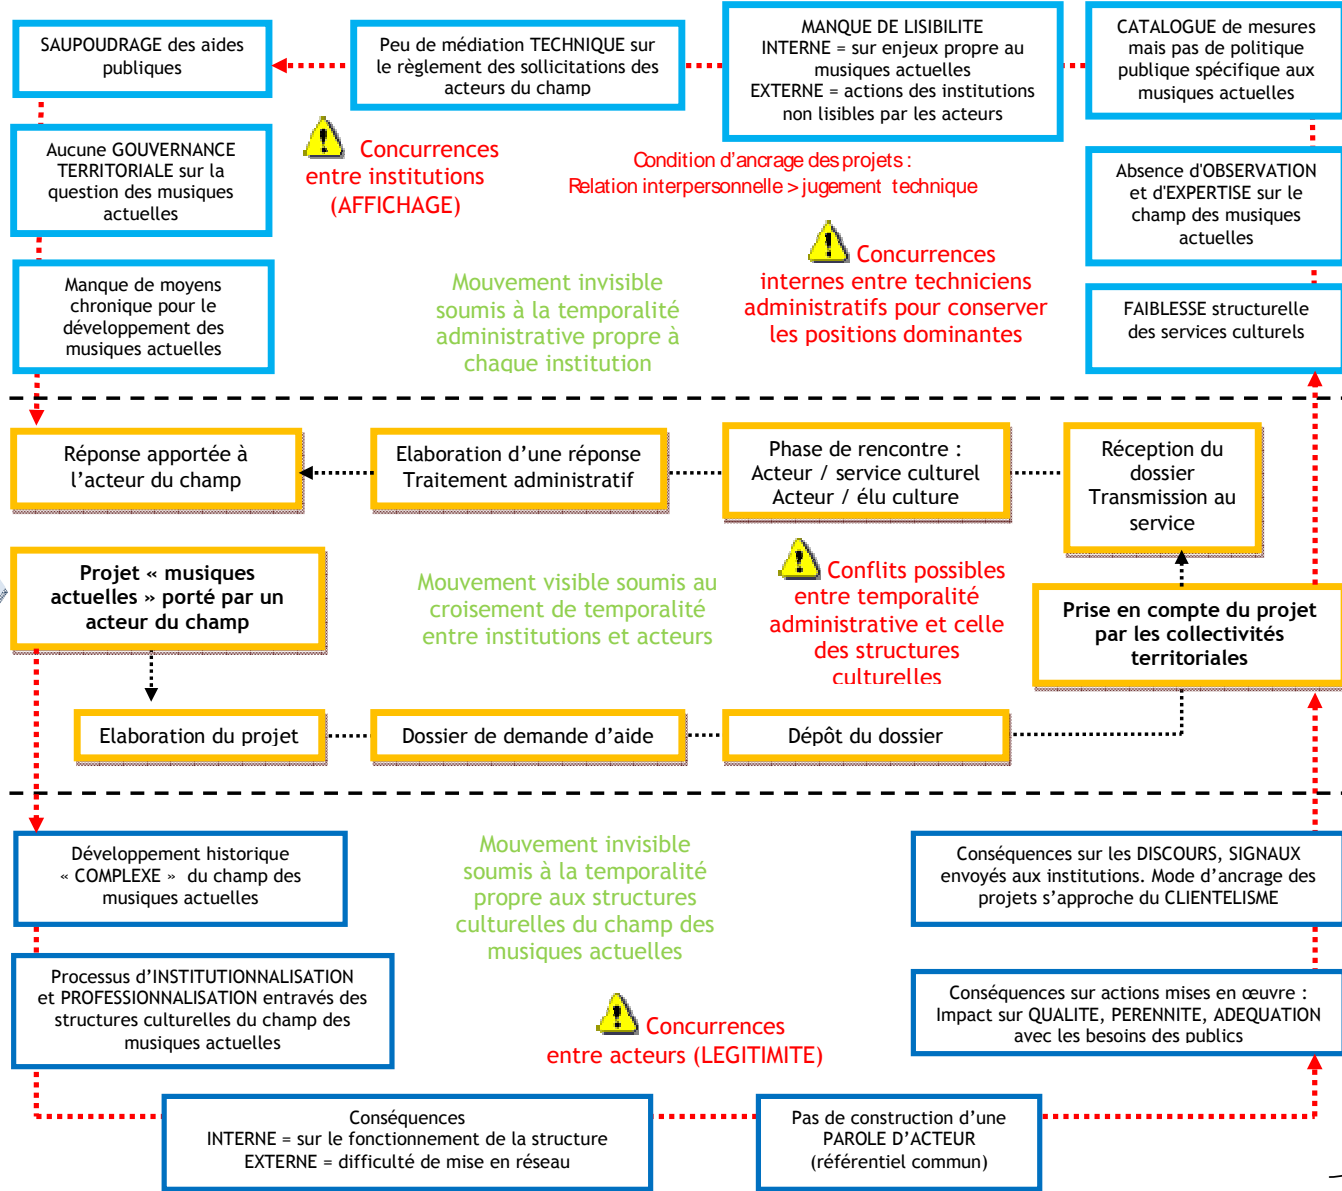 SAUPOUDRAGE des aides
publiques
Peu de médiation TECHNIQUE sur
le règlement des sollicitations des
acteurs du champ
MANQUE DE LISIBILITE
INTERNE = sur enjeux propre au
musiques actuelles
EXTERNE = actions des institutions
non lisibles par les acteurs
CATALOGUE de mesures
mais pas de politique
publique spécifique aux
musiques actuelles
Aucune GOUVERNANCE
TERRITORIALE sur la
question des musiques
actuelles
Concurrences
entre institutions
(AFFICHAGE)
Condition d'ancrage des projets :
Relation interpersonnelle > jugement technique
Absence d'OBSERVATION
et d'EXPERTISE sur le
champ des musiques
actuelles
Manque de moyens
chronique pour le
développement des
musiques actuelles
Mouvement invisible
soumis à la temporalité
administrative propre à
chaque institution
Concurrences
internes entre techniciens
administratifs pour conserver
les positions dominantes
FAIBLESSE structurelle
des services culturels
Réponse apportée à
l'acteur du champ
Elaboration d'une réponse
Traitement administratif
Phase de rencontre :
Acteur / service culturel
Acteur / élu culture
Réception du
dossier
Transmission au
service
Projet « musiques
actuelles » porté par un
acteur du champ
Mouvement visible soumis au
croisement de temporalité
entre institutions et acteurs
Conflits possibles
entre temporalité
administrative et celle
des structures
culturelles
Prise en compte du projet
par les collectivités
territoriales
Elaboration du projet
Dossier de demande d'aide
Dépôt du dossier
Développement historique
« COMPLEXE » du champ des
musiques actuelles
Mouvement invisible
soumis à la temporalité
propre aux structures
culturelles du champ des
musiques actuelles
Conséquences sur les DISCOURS, SIGNAUX
envoyés aux institutions. Mode d'ancrage des
projets s'approche du CLIENTELISME
Processus d'INSTITUTIONNALISATION
et PROFESSIONNALISATION entravés des
structures culturelles du champ des
musiques actuelles
Concurrences
entre acteurs (LEGITIMITE)
Conséquences sur actions mises en œuvre :
Impact sur QUALITE, PERENNITE, ADEQUATION
avec les besoins des publics
Conséquences
INTERNE = sur le fonctionnement de la structure
EXTERNE = difficulté de mise en réseau
Pas de construction d'une
PAROLE D'ACTEUR
(référentiel commun)